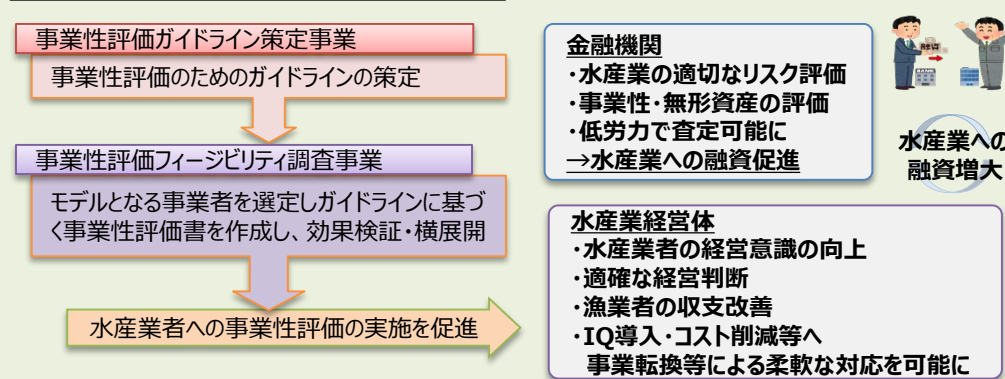 事業性評価ガイドライン策定事業
事業性評価のためのガイドラインの策定
事業性評価フィージビリティ調査事業
モデルとなる事業者を選定しガイドラインに基づ
く事業性評価書を作成し、効果検証・横展開
水産業者への事業性評価の実施を促進
金融機関
・水産業の適切なリスク評価
・事業性・無形資産の評価
・低労力で査定可能に
→水産業への融資促進
融資
BANK
水産業への
融資増大
水産業経営体
・水産業者の経営意識の向上
・適確な経営判断
・漁業者の収支改善
・IQ導入・コスト削減等へ
事業転換等による柔軟な対応を可能に